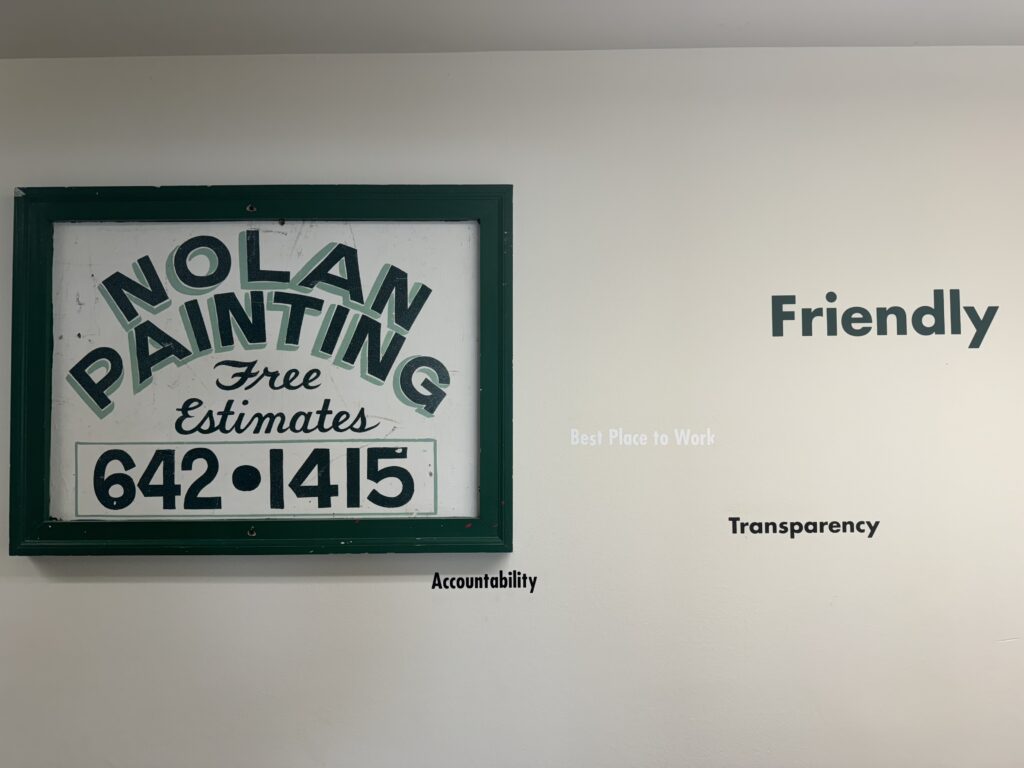 NOLAN
PAINTING
Free
Estimates
642•1415
Friendly
Best Place to Work
Transparency
Accountability